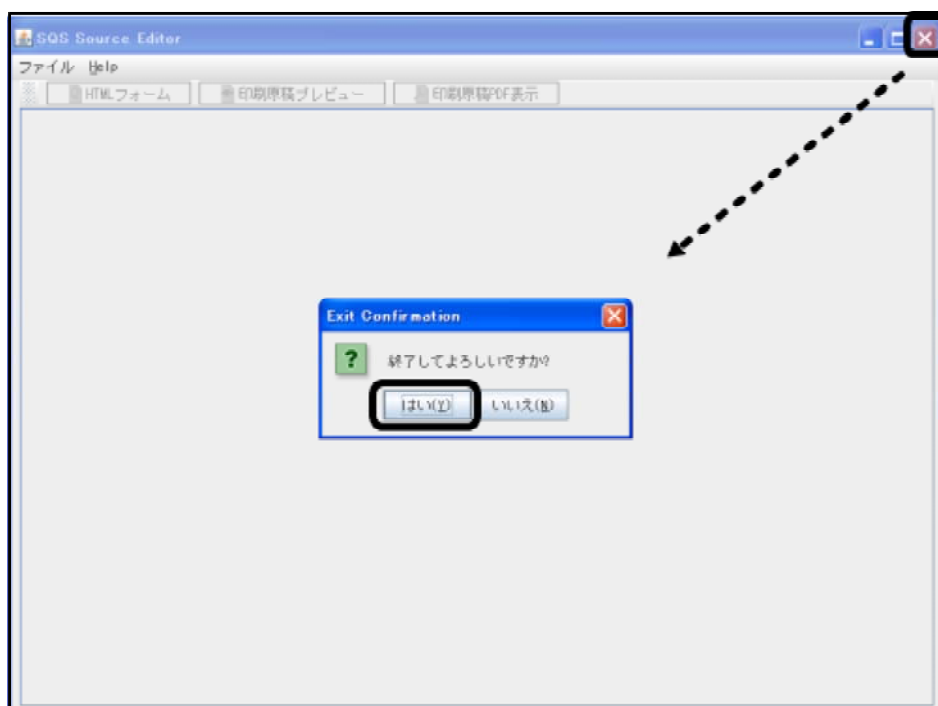 SQS Source Editor
ファイル Help
HTMLフォーム 印刷原稿プレビュー 印刷原稿PDF表示
Exit Confirmation
? 終了してよろしいですか?
はい(Y) いいえ(N)